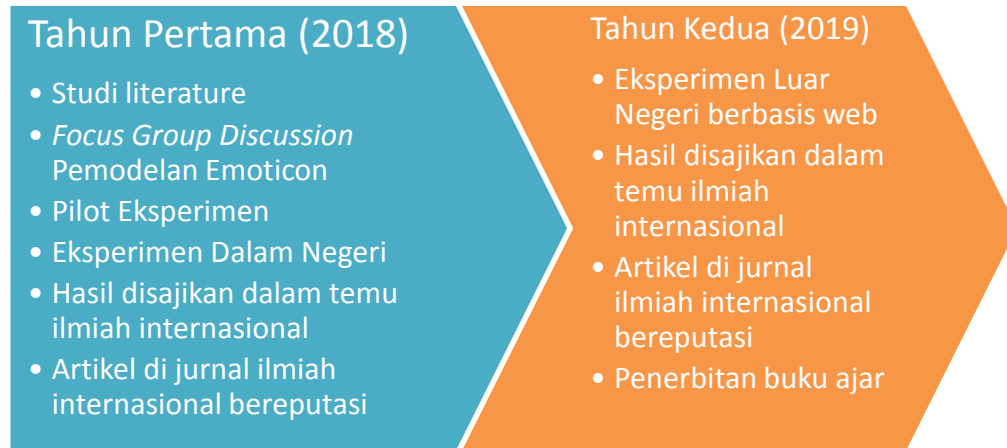 Tahun Pertama (2018)
• Studi literature
• Focus Group Discussion
Pemodelan Emoticon
• Pilot Eksperimen
• Eksperimen Dalam Negeri
• Hasil disajikan dalam temu
ilmiah internasional
• Artikel di jurnal ilmiah
internasional bereputasi
Tahun Kedua (2019)
• Eksperimen Luar
Negeri berbasis web
• Hasil disajikan dalam
temu ilmiah
internasional
• Artikel di jurnal
ilmiah internasional
bereputasi
• Penerbitan buku ajar